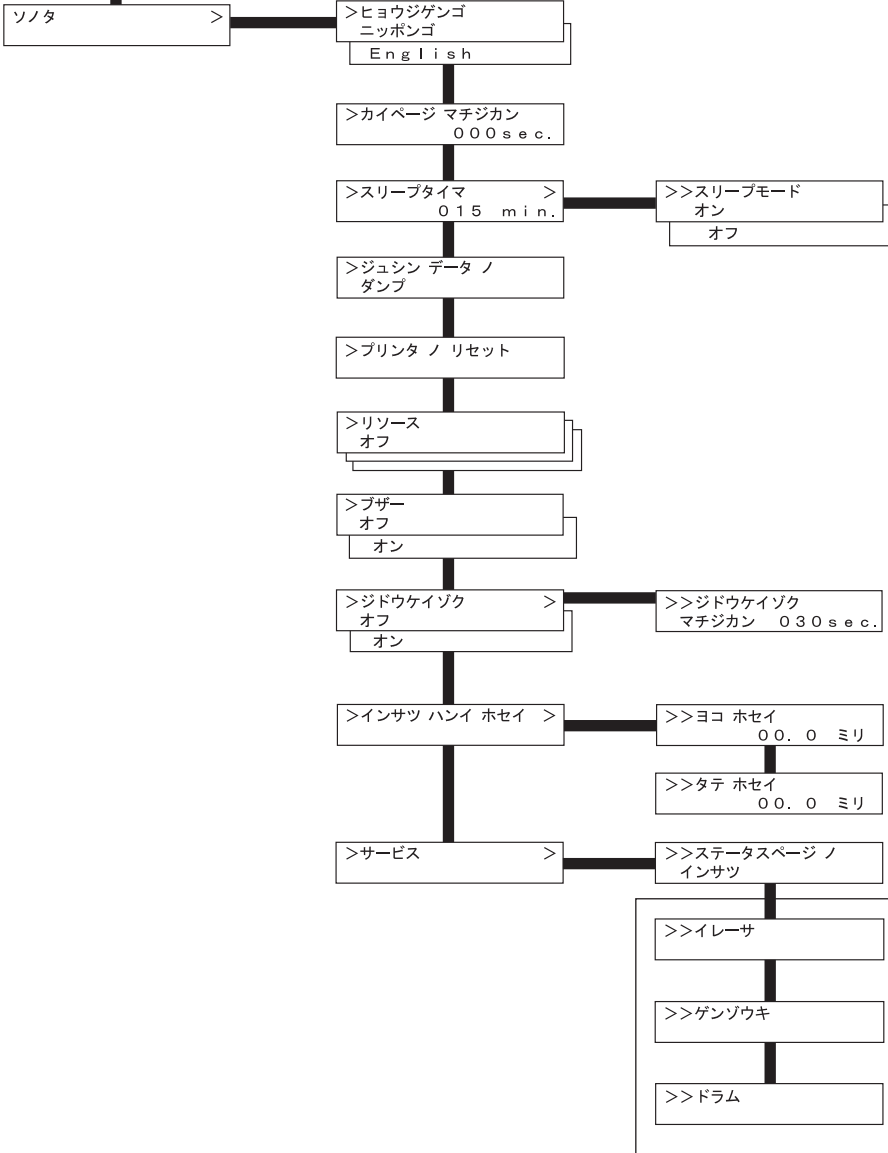 ソノタ >
>ヒョウジゲンゴ
ニッポンゴ
English
>カイページ マチジカン
000sec.
>スリープタイマ >
015 min.
>>スリープモード
オン
オフ
>ジュシン データ ノ
ダンプ
>プリンタ ノ リセット
>リソース
オフ
>ブザー
オフ
オン
>ジドウケイゾク >
オフ
オン
>>ジドウケイゾク
マチジカン 030sec.
>インサツ ハンイ ホセイ >
>>ヨコ ホセイ
00. 0 ミリ
>>タテ ホセイ
00. 0 ミリ
>サービス >
>>ステータスページ ノ
インサツ
>>イレーサ
>>ゲンゾウキ
>>ドラム